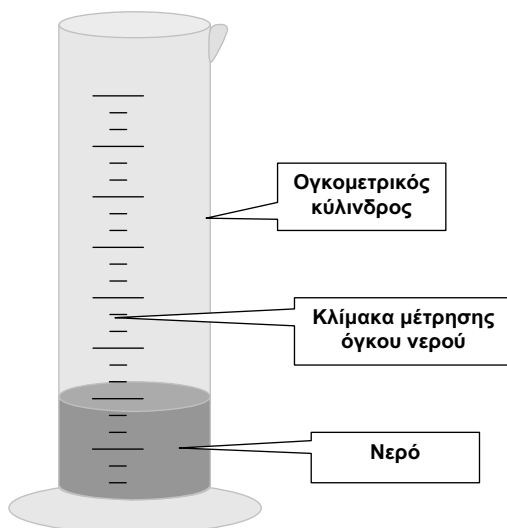 Ογκομετρικός
κύλινδρος
Κλίμακα μέτρησης
όγκου νερού
Νερό